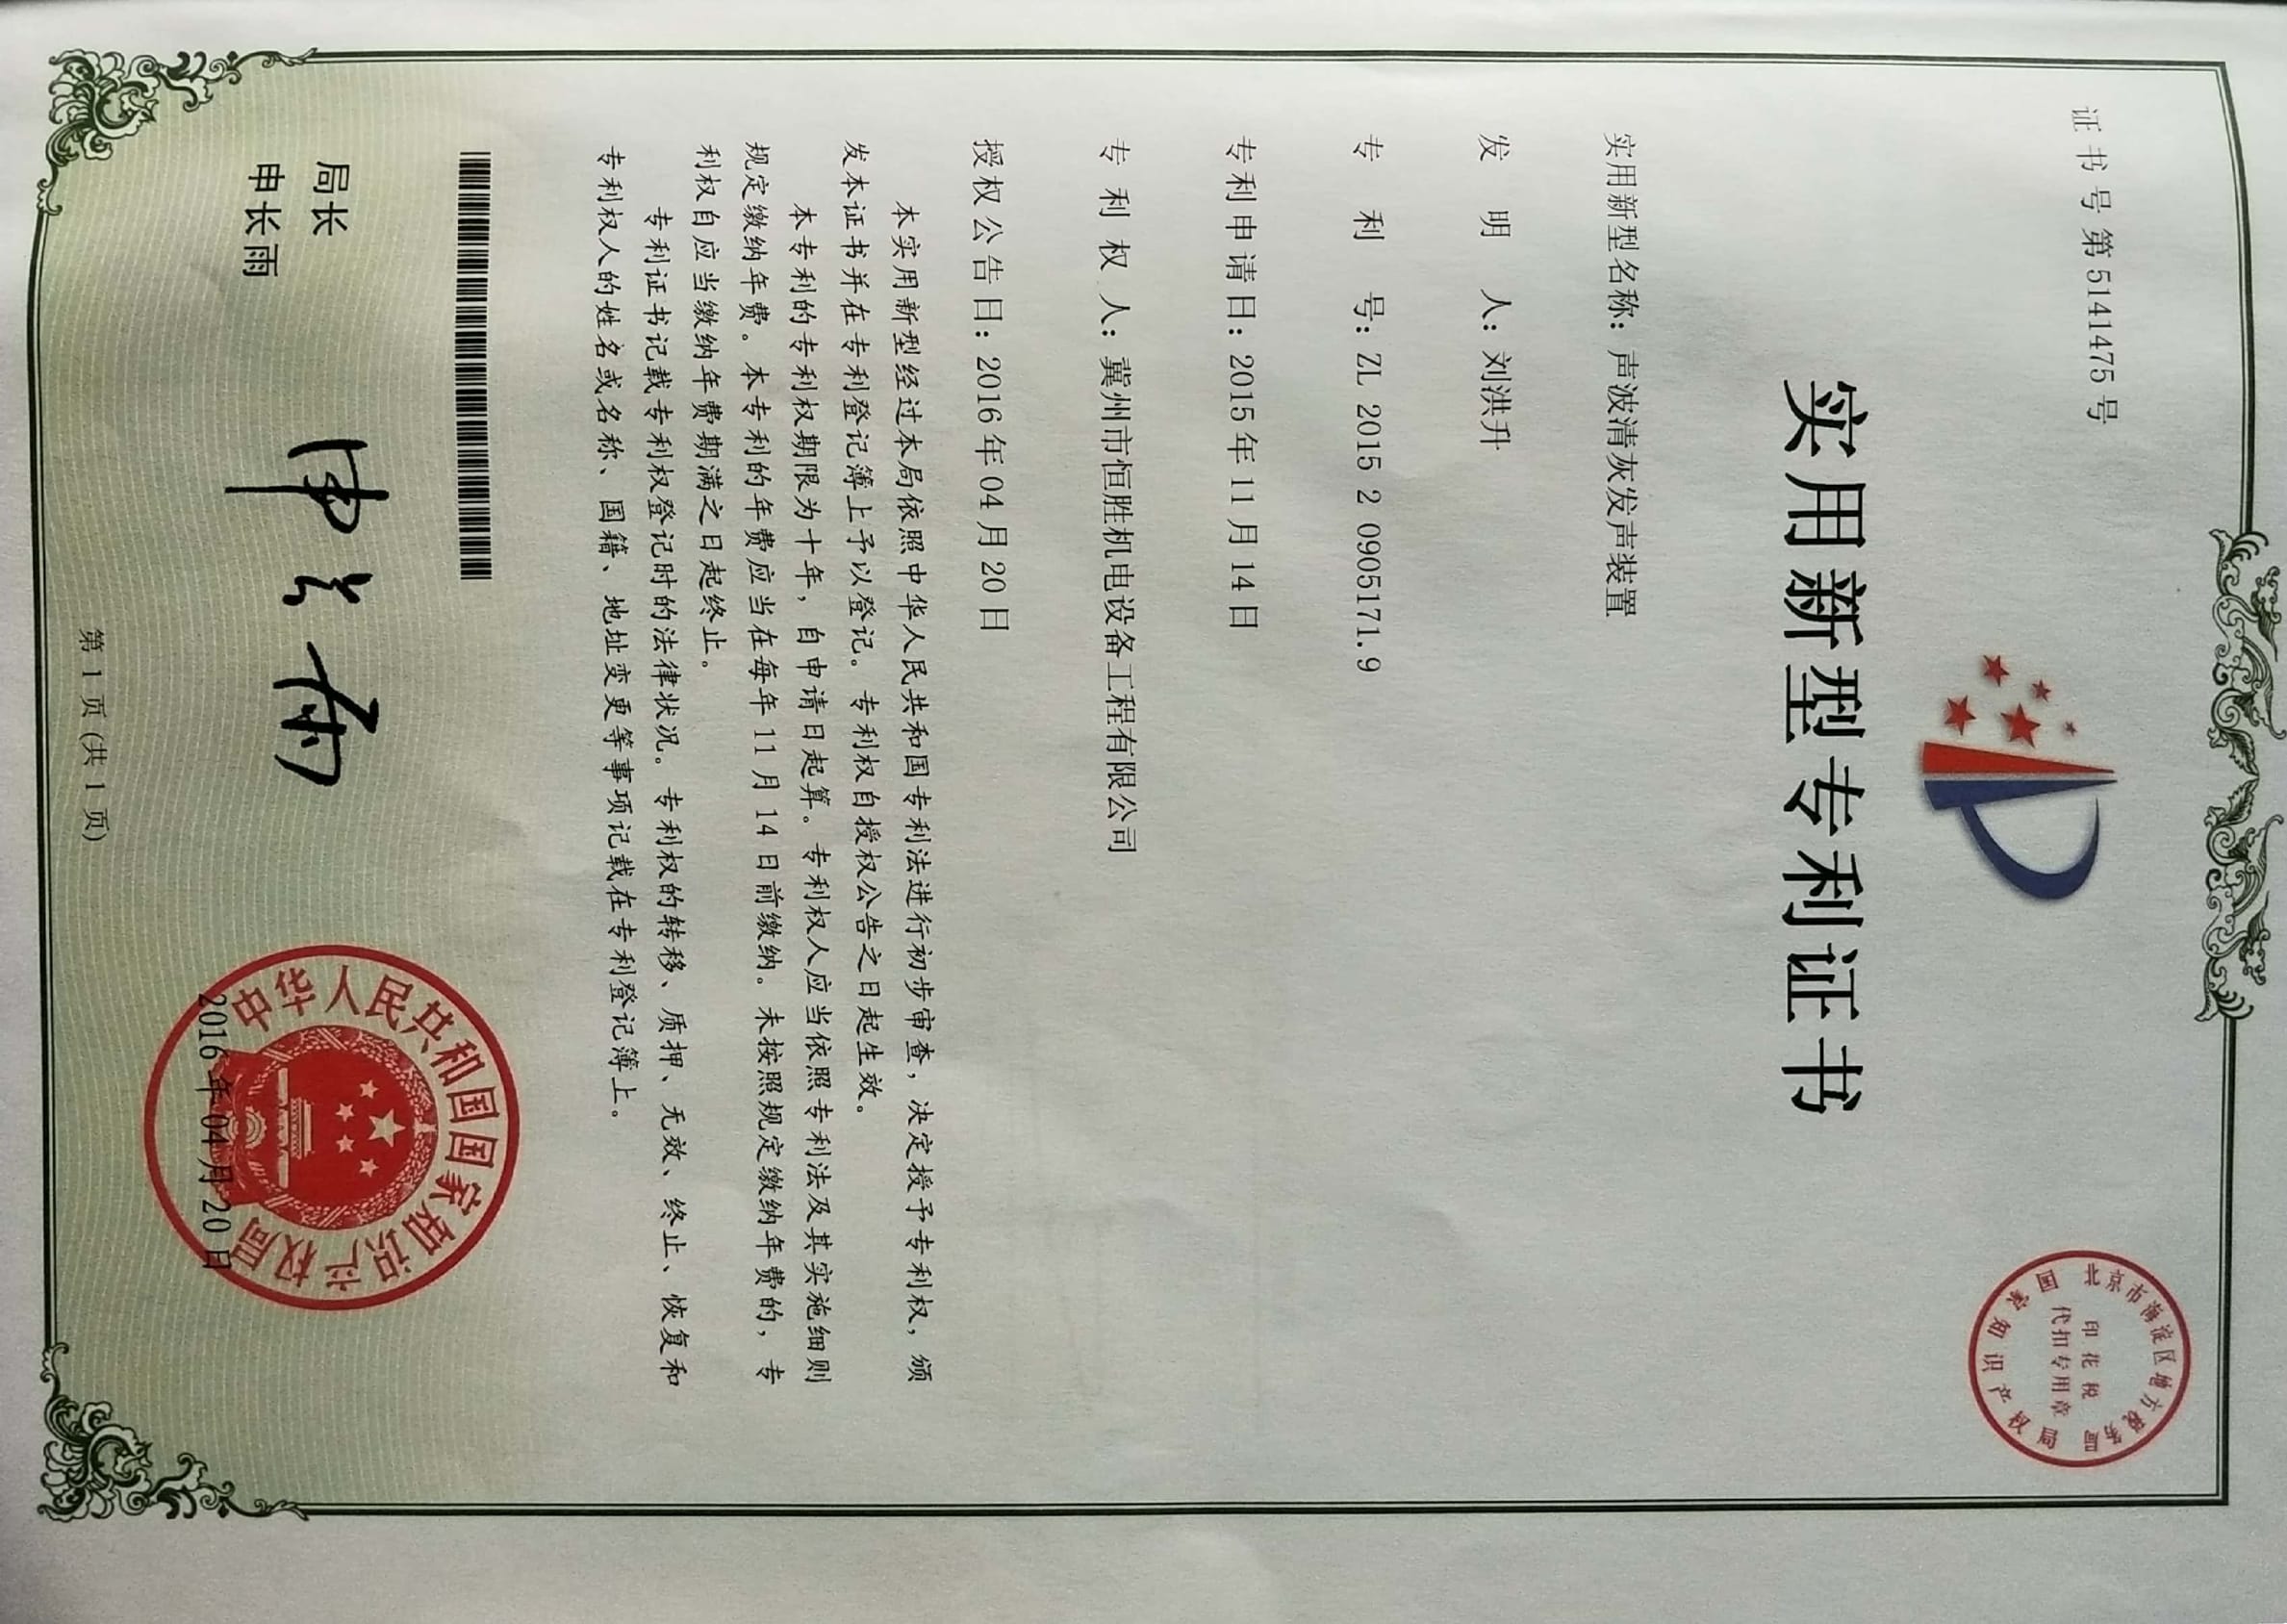 证书号第5141475号
北京市海淀区地方税务局
印花税
代扣专用章
国家知识产权局
实用新型专利证书
实用新型名称：声波清灰发声装置
发 明 人：刘洪升
专 利 号：ZL 2015 2 0905171.9
专利申请日：2015年11月14日
专 利 权 人：冀州市恒胜机电设备工程有限公司
授权公告日：2016年04月20日
本实用新型经过本局依照中华人民共和国专利法进行初步审查，决定授予专利权，颁
发本证书并在专利登记簿上予以登记。专利权自授权公告之日起生效。
本专利的专利权期限为十年，自申请日起算。专利权人应当依照专利法及其实施细则
规定缴纳年费。本专利的年费应当在每年11月14日前缴纳。未按照规定缴纳年费的，专
利权自应当缴纳年费期满之日起终止。
专利证书记载专利权登记时的法律状况。专利权的转移、质押、无效、终止、恢复和
专利权人的姓名或名称、国籍、地址变更等事项记载在专利登记簿上。
局长
申长雨
申长雨
中华人民共和国国家知识产权局
2016年04月20日
第1页(共1页)